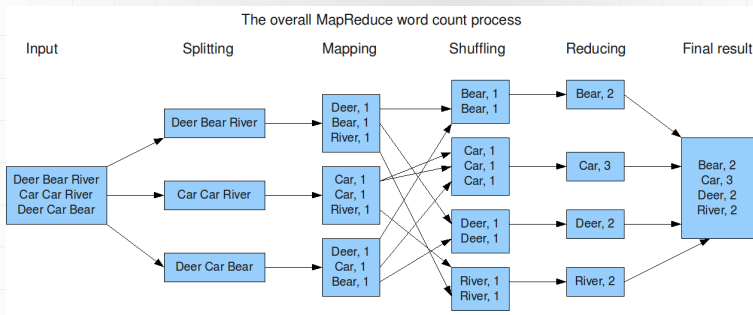 The overall MapReduce word count process
Input
Splitting
Mapping
Shuffling
Reducing
Final result
Deer Bear River
Car Car River
Deer Car Bear
Deer Bear River
Car Car River
Deer Car Bear
Deer, 1
Bear, 1
River, 1
Car, 1
Car, 1
River, 1
Deer, 1
Car, 1
Bear, 1
Bear, 1
Bear, 1
Car, 1
Car, 1
Car, 1
Deer, 1
Deer, 1
River, 1
River, 1
Bear, 2
Car, 3
Deer, 2
River, 2
Bear, 2
Car, 3
Deer, 2
River, 2